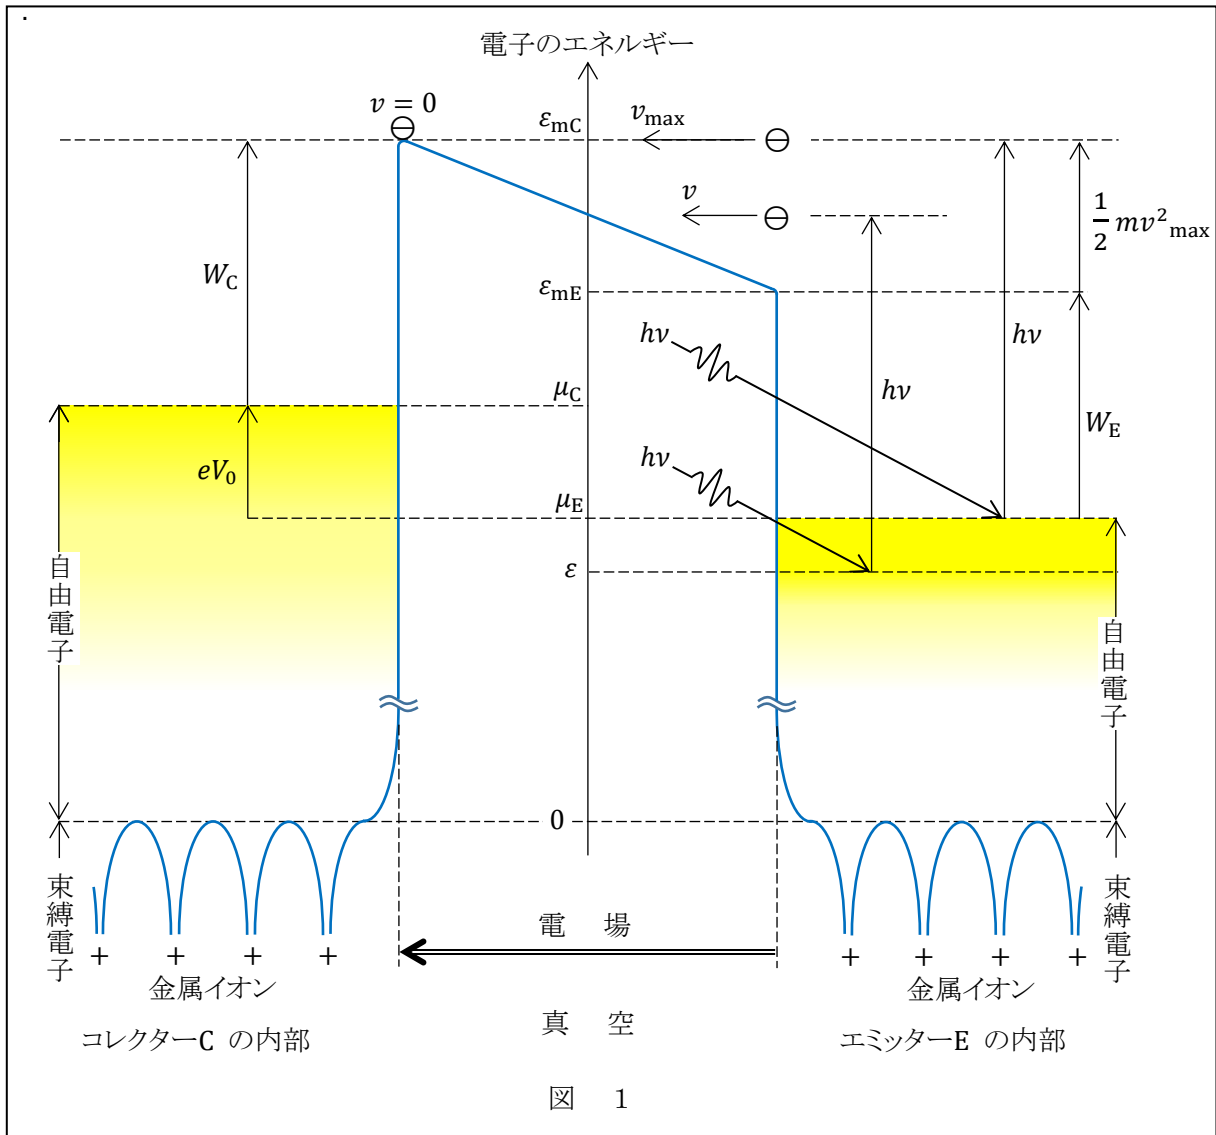 電子のエネルギー
v = 0
ε_mC
v_max
v
hν
1/2 mv²_max
W_C
ε_mE
hν
hν
hν
μ_C
W_E
eV₀
hν
μ_E
ε
自由電子
自由電子
0
束縛電子
束縛電子
電 場
+ + + + + + + +
金属イオン 金属イオン
真 空
コレクターC の内部 エミッターE の内部
図 1